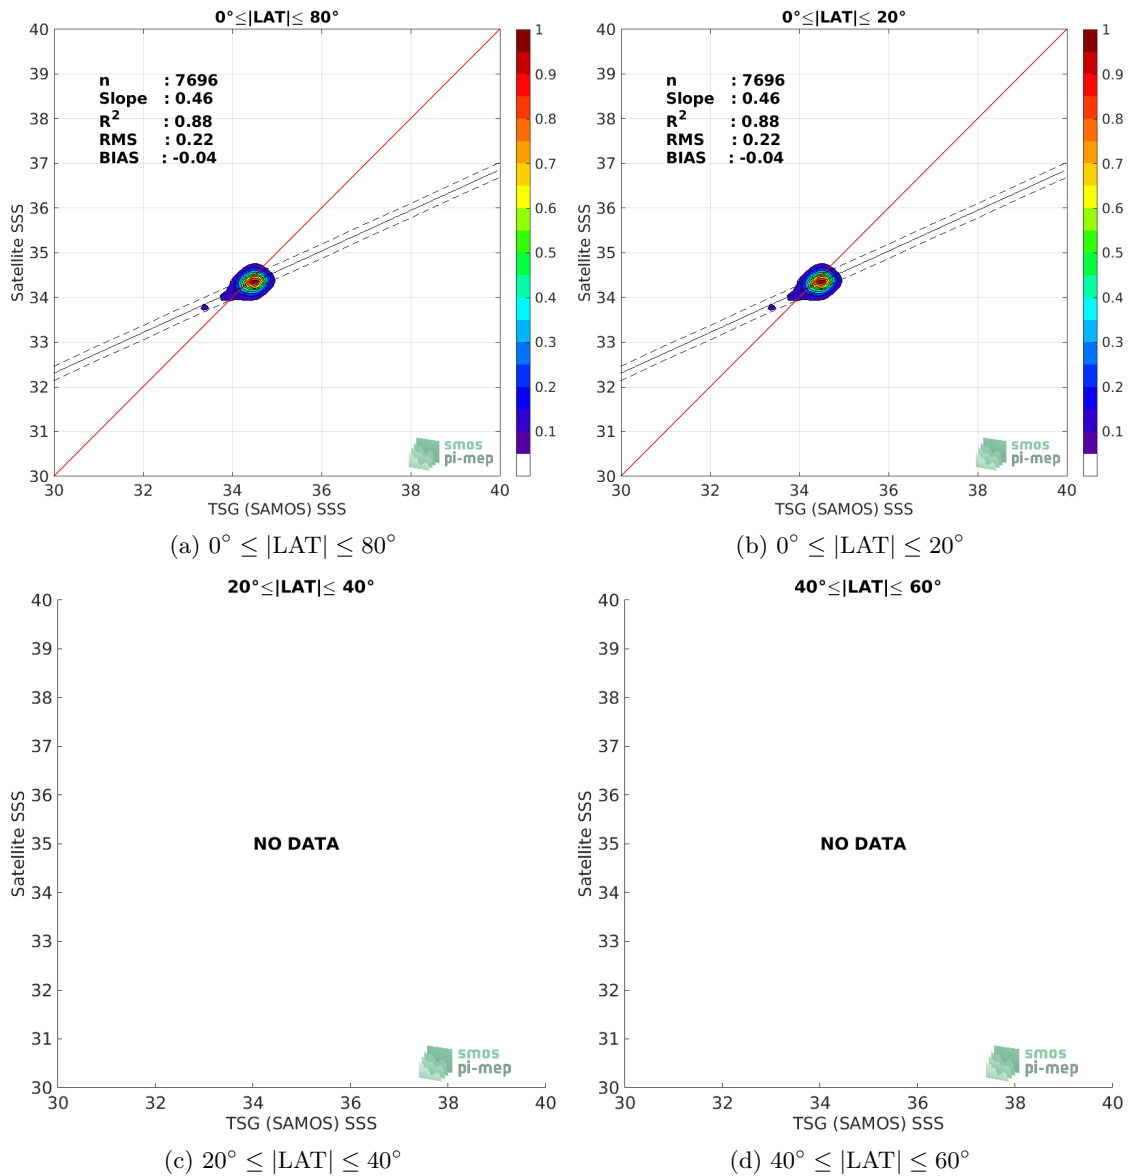 0°≤|LAT|≤ 80°
40
39
38
37
36
35
34
33
32
31
30
Satellite SSS
n : 7696
Slope : 0.46
R² : 0.88
RMS : 0.22
BIAS : -0.04
1
0.9
0.8
0.7
0.6
0.5
0.4
0.3
0.2
0.1
smos
pi-mep
30 32 34 36 38 40
TSG (SAMOS) SSS
(a) 0° ≤ |LAT| ≤ 80°
0°≤|LAT|≤ 20°
40
39
38
37
36
35
34
33
32
31
30
Satellite SSS
n : 7696
Slope : 0.46
R² : 0.88
RMS : 0.22
BIAS : -0.04
1
0.9
0.8
0.7
0.6
0.5
0.4
0.3
0.2
0.1
smos
pi-mep
30 32 34 36 38 40
TSG (SAMOS) SSS
(b) 0° ≤ |LAT| ≤ 20°
20°≤|LAT|≤ 40°
40
39
38
37
36
35
34
33
32
31
30
Satellite SSS
NO DATA
smos
pi-mep
30 32 34 36 38 40
TSG (SAMOS) SSS
(c) 20° ≤ |LAT| ≤ 40°
40°≤|LAT|≤ 60°
40
39
38
37
36
35
34
33
32
31
30
Satellite SSS
NO DATA
smos
pi-mep
30 32 34 36 38 40
TSG (SAMOS) SSS
(d) 40° ≤ |LAT| ≤ 60°